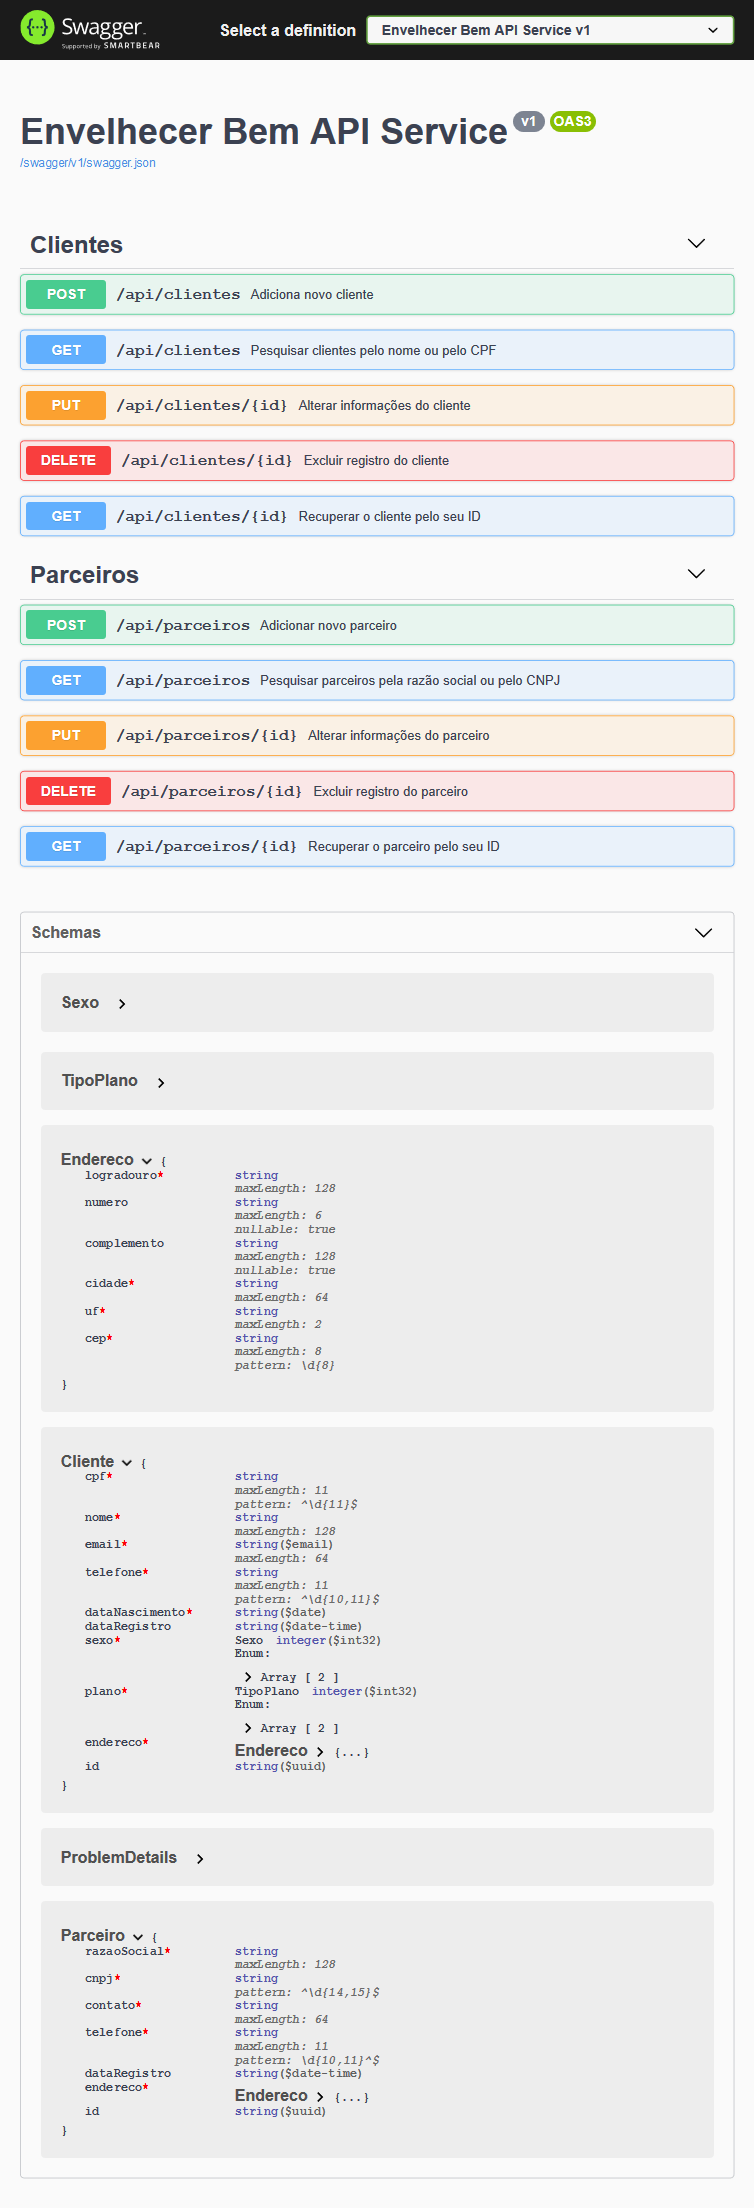 Swagger
Supported by SMARTBEAR
Select a definition
Envelhecer Bem API Service v1
Envelhecer Bem API Service v1 OAS3
/swagger/v1/swagger.json
Clientes
POST /api/clientes Adiciona novo cliente
GET /api/clientes Pesquisar clientes pelo nome ou pelo CPF
PUT /api/clientes/{id} Alterar informações do cliente
DELETE /api/clientes/{id} Excluir registro do cliente
GET /api/clientes/{id} Recuperar o cliente pelo seu ID
Parceiros
POST /api/parceiros Adicionar novo parceiro
GET /api/parceiros Pesquisar parceiros pela razão social ou pelo CNPJ
PUT /api/parceiros/{id} Alterar informações do parceiro
DELETE /api/parceiros/{id} Excluir registro do parceiro
GET /api/parceiros/{id} Recuperar o parceiro pelo seu ID
Schemas
Sexo
TipoPlano
Endereco {
logradouro* string
maxLength: 128
numero string
maxLength: 6
nullable: true
complemento string
maxLength: 128
nullable: true
cidade* string
maxLength: 64
uf* string
maxLength: 2
cep* string
maxLength: 8
pattern: \d{8}
}
Cliente {
cpf* string
maxLength: 11
pattern: ^\d{11}$
nome* string
maxLength: 128
email* string($email)
maxLength: 64
telefone* string
maxLength: 11
pattern: ^\d{10,11}$
dataNascimento* string($date)
dataRegistro string($date-time)
sexo* Sexo integer($int32)
Enum:
Array [ 2 ]
plano* TipoPlano integer($int32)
Enum:
Array [ 2 ]
endereco* Endereco {...}
id string($uuid)
}
ProblemDetails
Parceiro {
razaoSocial* string
maxLength: 128
cnpj* string
pattern: ^\d{14,15}$
contato* string
maxLength: 64
telefone* string
maxLength: 11
pattern: \d{10,11}^$
dataRegistro string($date-time)
endereco* Endereco {...}
id string($uuid)
}